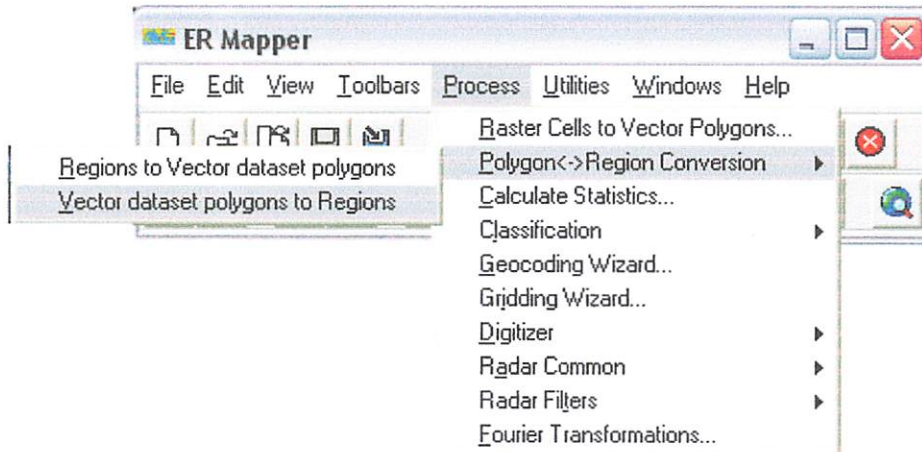 ER Mapper
File Edit View Toolbars Process Utilities Windows Help
Raster Cells to Vector Polygons...
Polygon<->Region Conversion
Regions to Vector dataset polygons
Vector dataset polygons to Regions
Calculate Statistics...
Classification
Geocoding Wizard...
Gridding Wizard...
Digitizer
Radar Common
Radar Filters
Fourier Transformations...